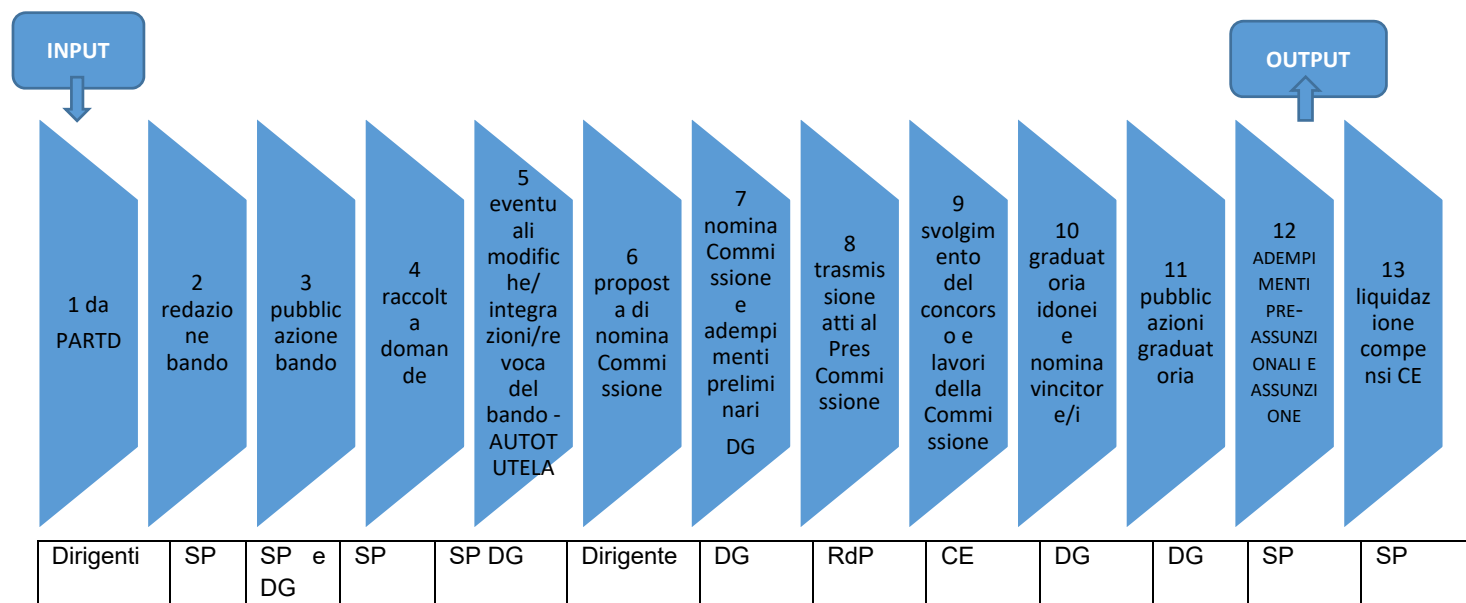 INPUT
OUTPUT
1 da
PARTD
2
redazio
ne
bando
3
pubblic
azione
bando
4
raccolt
a
doman
de
5
eventu
ali
modific
he/
integra
zioni/re
voca
del
bando -
AUTOT
UTELA
6
propost
a di
nomina
Commi
ssione
7
nomina
Commi
ssione
e
adempi
menti
prelimi
nari
DG
8
trasmis
sione
atti al
Pres
Commi
ssione
9
svolgim
ento
del
concors
o e
lavori
della
Commi
ssione
10
graduat
oria
idonei e
nomina
vincitor
e/i
11
pubblic
azioni
graduat
oria
12
ADEMPI
MENTI
PRE-
ASSUNZI
ONALI E
ASSUNZI
ONE
13
liquidaz
ione
compe
nsi CE
Dirigenti
SP
SP e
DG
SP
SP DG
Dirigente
DG
RdP
CE
DG
DG
SP
SP